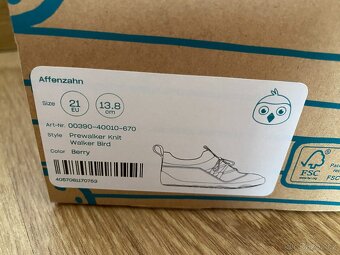 Affenzahn
Size
21
EU
13.8
cm
Art-Nr. 00390-40010-670
Style
Prewalker Knit
Walker Bird
Color
Berry
FSC
FSC